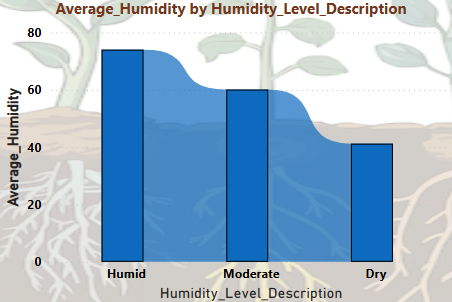 Average_Humidity by Humidity_Level_Description
80
60
40
20
0
Average_Humidity
Humid Moderate Dry
Humidity_Level_Description